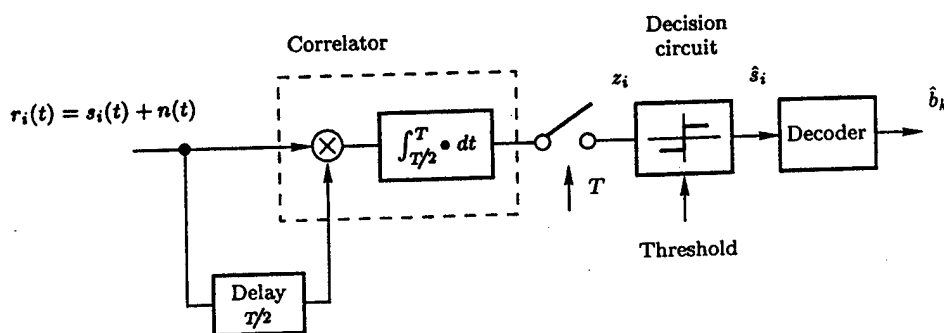 Decision
circuit
Correlator
r_i(t) = s_i(t) + n(t)
z_i
ŝ_i
b̂_k
∫_{T/2}^{T} • dt
Decoder
T
Threshold
Delay
T/2